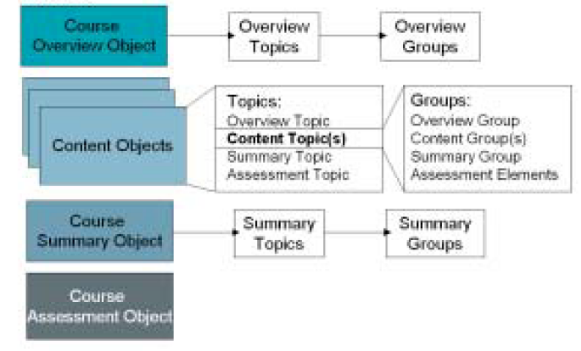 Course
Overview Object
Overview
Topics
Overview
Groups
Content Objects
Topics:
Overview Topic
Content Topic(s)
Summary Topic
Assessment Topic
Groups:
Overview Group
Content Group(s)
Summary Group
Assessment Elements
Course
Summary Object
Summary
Topics
Summary
Groups
Course
Assessment Object